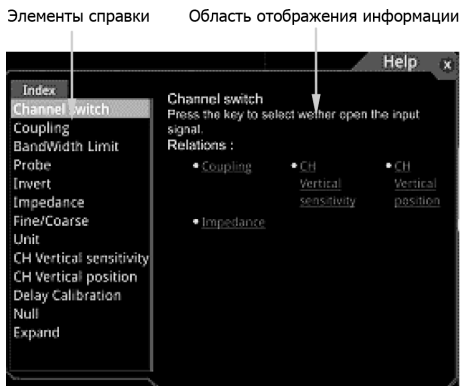 Элементы справки
Область отображения информации
Help x
Index
Channel switch
Coupling
BandWidth Limit
Probe
Invert
Impedance
Fine/Coarse
Unit
CH Vertical sensitivity
CH Vertical position
Delay Calibration
Null
Expand
Channel switch
Press the key to select wether open the input
signal.
Relations :
• Coupling
• CH
Vertical
sensitivity
• CH
Vertical
position
• Impedance